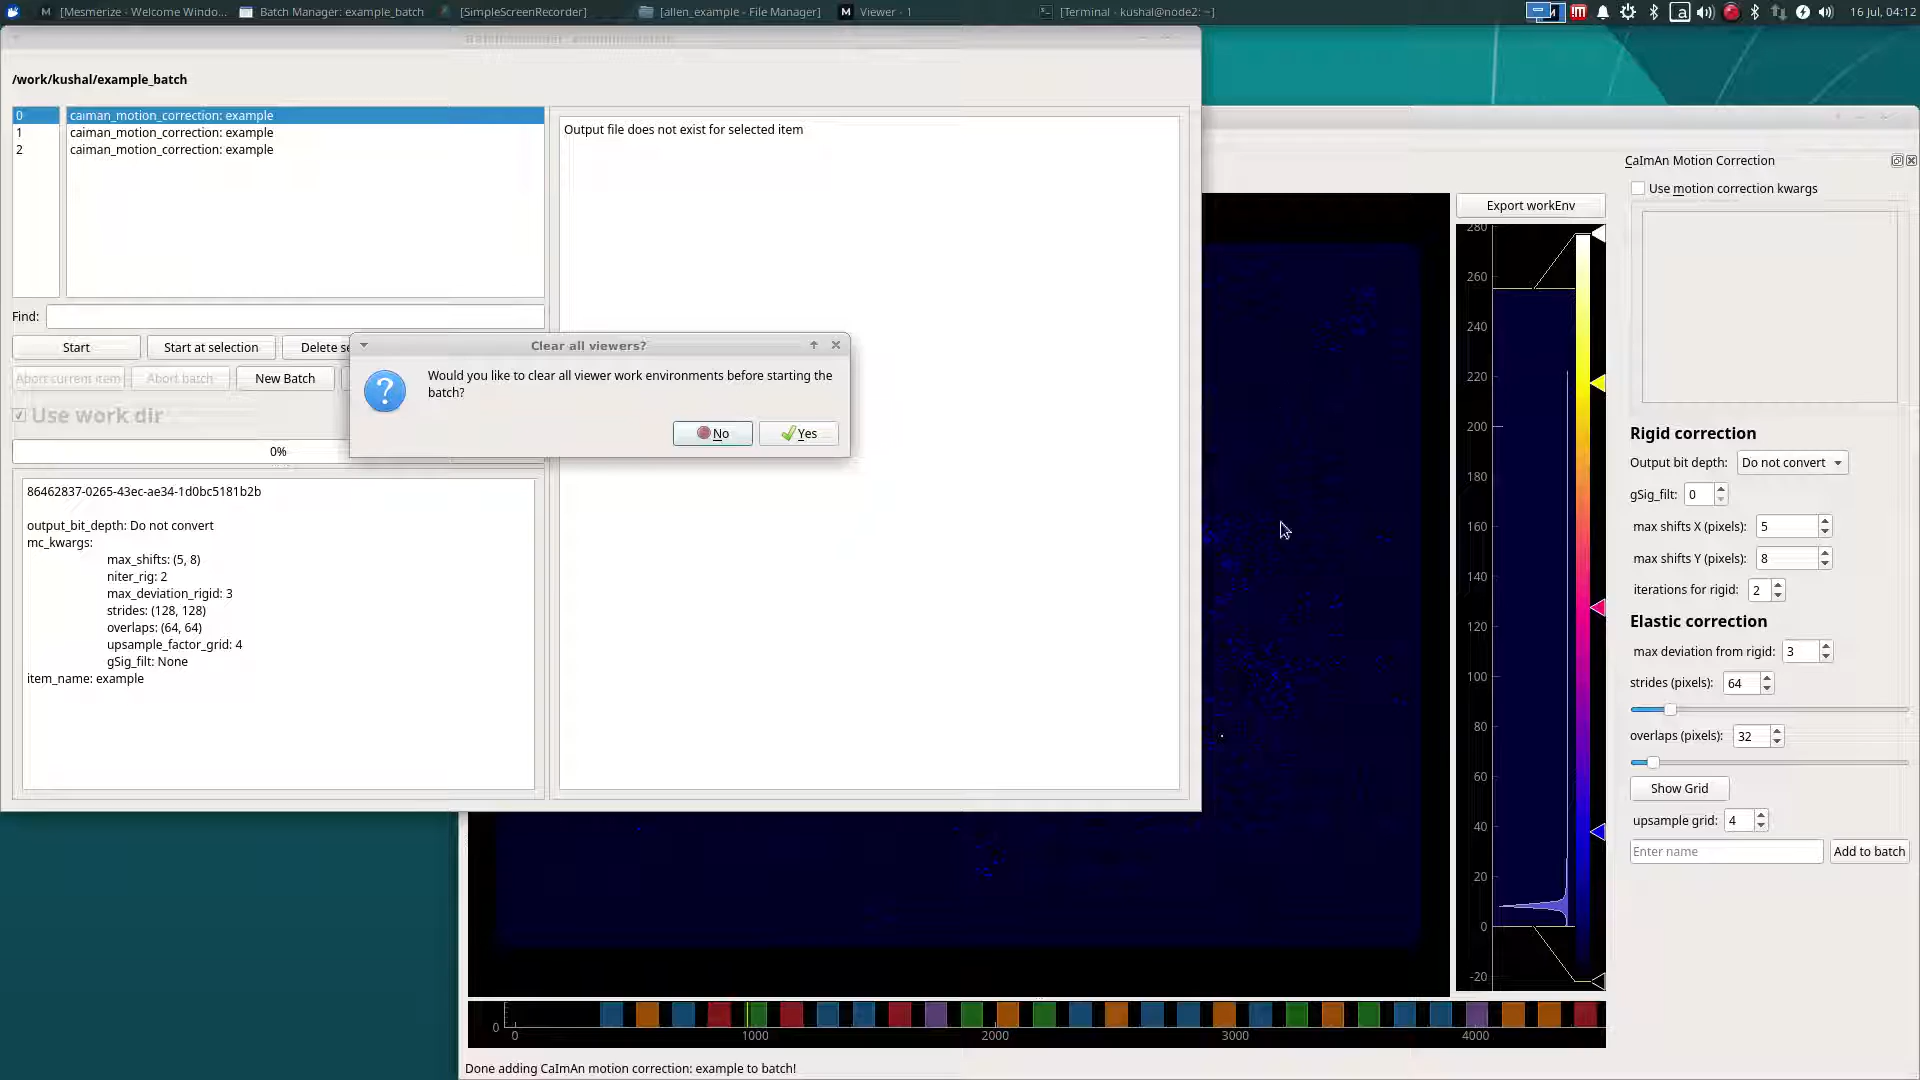 [Mesmerize - Welcome Windo...
Batch Manager: example_batch
[SimpleScreenRecorder]
[allen_example - File Manager]
Viewer - 1
[Terminal - kushal@node2: ~]
16 Jul, 04:12
/work/kushal/example_batch
0 caiman_motion_correction: example
1 caiman_motion_correction: example
2 caiman_motion_correction: example
Find:
Start
Start at selection
Delete se
Abort current item
Abort batch
New Batch
Use work dir
0%
86462837-0265-43ec-ae34-1d0bc5181b2b
output_bit_depth: Do not convert
mc_kwargs:
max_shifts: (5, 8)
niter_rig: 2
max_deviation_rigid: 3
strides: (128, 128)
overlaps: (64, 64)
upsample_factor_grid: 4
gSig_filt: None
item_name: example
Output file does not exist for selected item
Clear all viewers?
Would you like to clear all viewer work environments before starting the
batch?
No
Yes
Export workEnv
280
260
240
220
200
180
160
140
120
100
80
60
40
20
0
-20
0
0
1000
2000
3000
4000
Done adding CaImAn motion correction: example to batch!
CaImAn Motion Correction
Use motion correction kwargs
Rigid correction
Output bit depth: Do not convert
gSig_filt: 0
max shifts X (pixels): 5
max shifts Y (pixels): 8
iterations for rigid: 2
Elastic correction
max deviation from rigid: 3
strides (pixels): 64
overlaps (pixels): 32
Show Grid
upsample grid: 4
Enter name
Add to batch